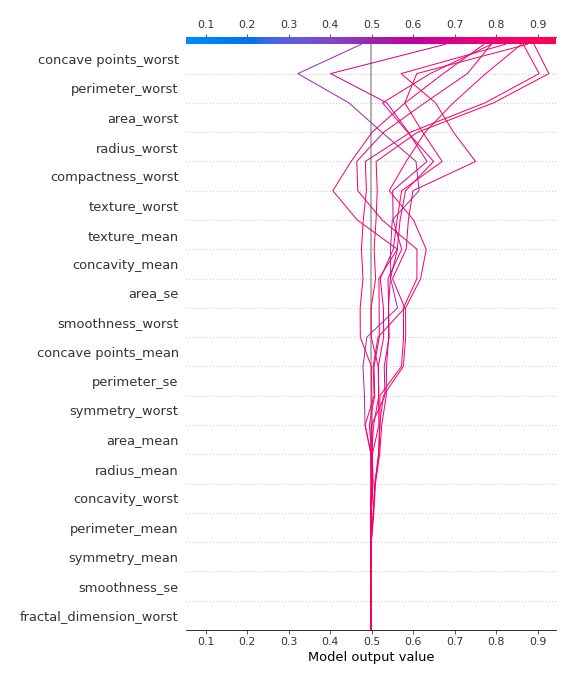 0.1 0.2 0.3 0.4 0.5 0.6 0.7 0.8 0.9
concave points_worst
perimeter_worst
area_worst
radius_worst
compactness_worst
texture_worst
texture_mean
concavity_mean
area_se
smoothness_worst
concave points_mean
perimeter_se
symmetry_worst
area_mean
radius_mean
concavity_worst
perimeter_mean
symmetry_mean
smoothness_se
fractal_dimension_worst
0.1 0.2 0.3 0.4 0.5 0.6 0.7 0.8 0.9
Model output value